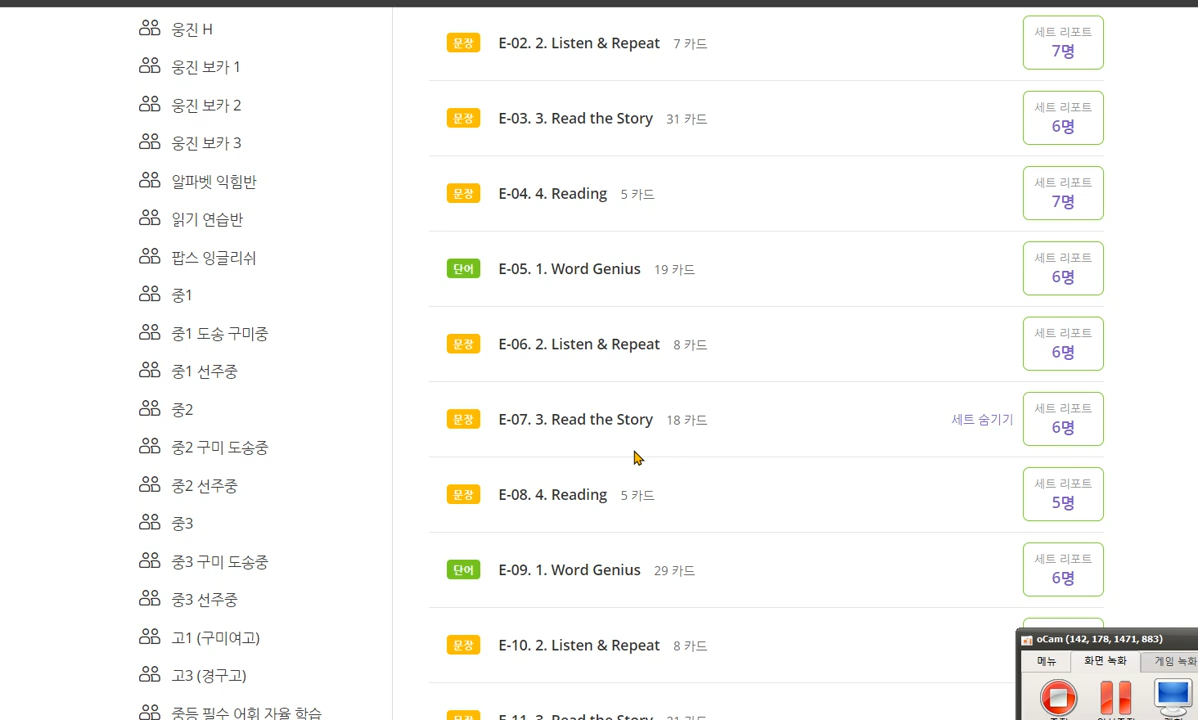 웅진 H
웅진 보카 1
웅진 보카 2
웅진 보카 3
알파벳 익힘반
읽기 연습반
팝스 잉글리쉬
중1
중1 도송 구미중
중1 선주중
중2
중2 구미 도송중
중2 선주중
중3
중3 구미 도송중
중3 선주중
고1 (구미여고)
고3 (경구고)
중등 필수 어휘 자율 학습
문장 E-02. 2. Listen & Repeat 7 카드 세트 리포트
7명
문장 E-03. 3. Read the Story 31 카드 세트 리포트
6명
문장 E-04. 4. Reading 5 카드 세트 리포트
7명
단어 E-05. 1. Word Genius 19 카드 세트 리포트
6명
문장 E-06. 2. Listen & Repeat 8 카드 세트 리포트
6명
문장 E-07. 3. Read the Story 18 카드 세트 숨기기 세트 리포트
6명
문장 E-08. 4. Reading 5 카드 세트 리포트
5명
단어 E-09. 1. Word Genius 29 카드 세트 리포트
6명
문장 E-10. 2. Listen & Repeat 8 카드
E-11. 3. Read the Story
oCam (142, 178, 1471, 883)
메뉴 화면 녹화 게임 녹화